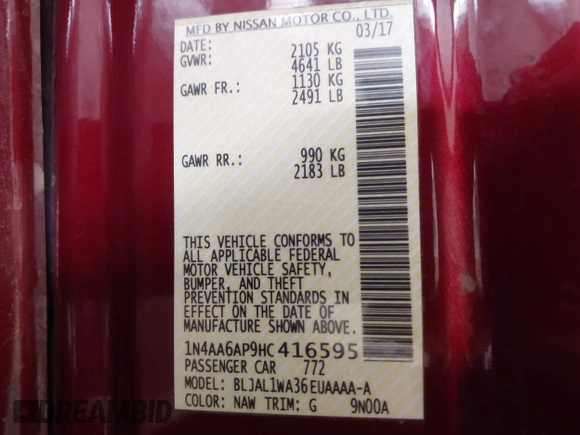 MFD BY NISSAN MOTOR CO., LTD.
DATE: 03/17
GVWR: 2105 KG
4641 LB
GAWR FR.: 1130 KG
2491 LB
GAWR RR.: 990 KG
2183 LB
THIS VEHICLE CONFORMS TO
ALL APPLICABLE FEDERAL
MOTOR VEHICLE SAFETY,
BUMPER, AND THEFT
PREVENTION STANDARDS IN
EFFECT ON THE DATE OF
MANUFACTURE SHOWN ABOVE.
1N4AA6AP9HC416595
PASSENGER CAR 772
MODEL: BLJAL1WA36EUAAAA-A
COLOR: NAW TRIM: G 9N00A
DREAMBID